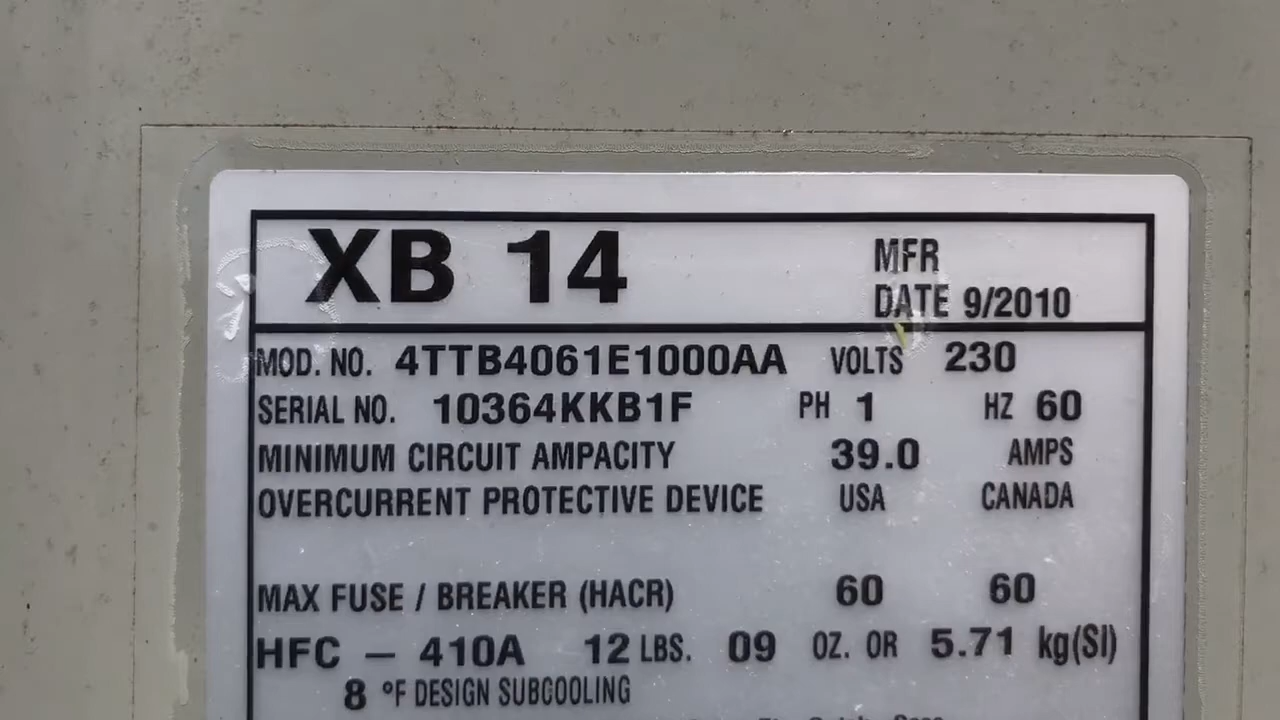 XB 14
MFR
DATE 9/2010
MOD. NO. 4TTB4061E1000AA VOLTS 230
SERIAL NO. 10364KKB1F PH 1 HZ 60
MINIMUM CIRCUIT AMPACITY 39.0 AMPS
OVERCURRENT PROTECTIVE DEVICE USA CANADA
MAX FUSE / BREAKER (HACR) 60 60
HFC – 410A 12 LBS. 09 OZ. OR 5.71 kg(SI)
8 ºF DESIGN SUBCOOLING